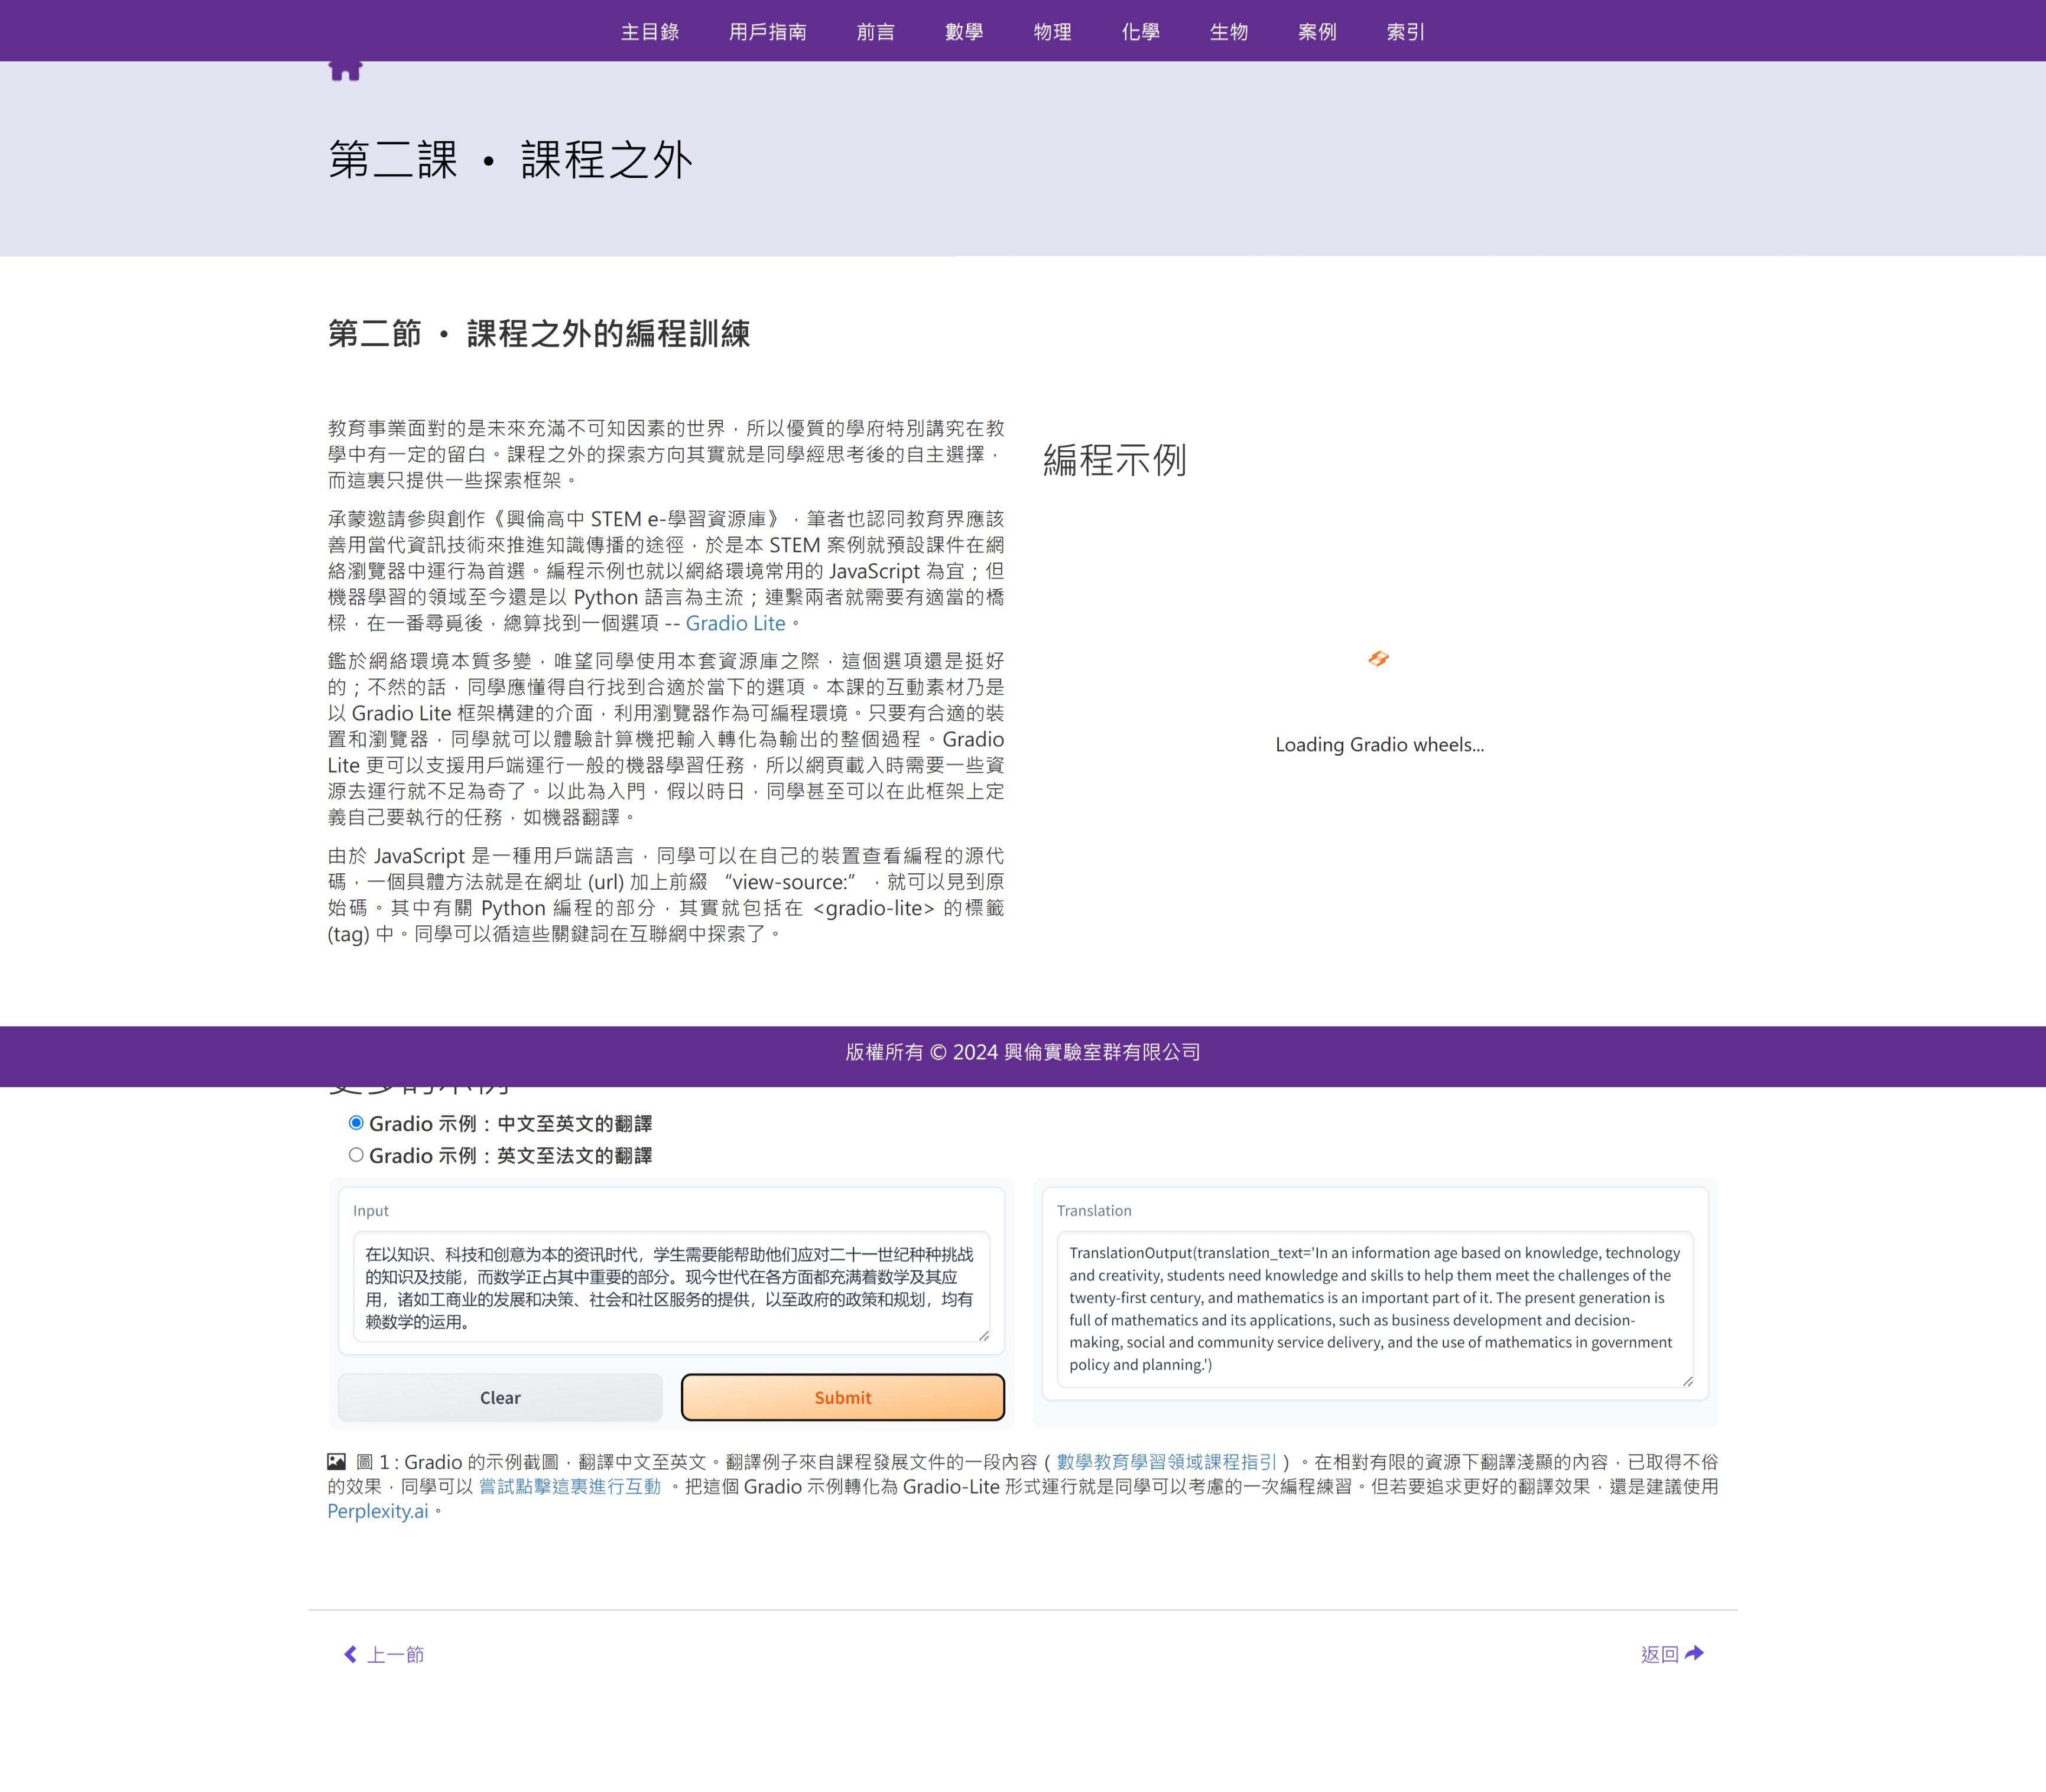 主目錄 用戶指南 前言 數學 物理 化學 生物 案例 索引
第二課 • 課程之外
第二節 • 課程之外的編程訓練
教育事業面對的是未來充滿不可知因素的世界，所以優質的學府特別講究在教
學中有一定的留白。課程之外的探索方向其實就是同學經思考後的自主選擇，
而這裏只提供一些探索框架。
承蒙邀請參與創作《興倫高中 STEM e-學習資源庫》，筆者也認同教育界應該
善用當代資訊技術來推進知識傳播的途徑，於是本 STEM 案例就預設課件在網
絡瀏覽器中運行為首選。編程示例也就以網絡環境常用的 JavaScript 為宜；但
機器學習的領域至今還是以 Python 語言為主流；連繫兩者就需要有適當的橋
樑，在一番尋覓後，總算找到一個選項 -- Gradio Lite。
鑑於網絡環境本質多變，唯望同學使用本套資源庫之際，這個選項還是挺好
的；不然的話，同學應懂得自行找到合適於當下的選項。本課的互動素材乃是
以 Gradio Lite 框架構建的介面，利用瀏覽器作為可編程環境。只要有合適的裝
置和瀏覽器，同學就可以體驗計算機把輸入轉化為輸出的整個過程。Gradio
Lite 更可以支援用戶端運行一般的機器學習任務，所以網頁載入時需要一些資
源去運行就不足為奇了。以此為入門，假以時日，同學甚至可以在此框架上定
義自己要執行的任務，如機器翻譯。
由於 JavaScript 是一種用戶端語言，同學可以在自己的裝置查看編程的源代
碼，一個具體方法就是在網址 (url) 加上前綴 “view-source:” ，就可以見到原
始碼。其中有關 Python 編程的部分，其實就包括在 <gradio-lite> 的標籤
(tag) 中。同學可以循這些關鍵詞在互聯網中探索了。
編程示例
Loading Gradio wheels...
版權所有 © 2024 興倫實驗室群有限公司
Gradio 示例：中文至英文的翻譯
Gradio 示例：英文至法文的翻譯
Input
在以知识、科技和创意为本的资讯时代，学生需要能帮助他们应对二十一世纪种种挑战
的知识及技能，而数学正占其中重要的部分。现今世代在各方面都充满着数学及其应
用，诸如工商业的发展和决策、社会和社区服务的提供，以至政府的政策和规划，均有
赖数学的运用。
Clear
Submit
Translation
TranslationOutput(translation_text='In an information age based on knowledge, technology
and creativity, students need knowledge and skills to help them meet the challenges of the
twenty-first century, and mathematics is an important part of it. The present generation is
full of mathematics and its applications, such as business development and decision-
making, social and community service delivery, and the use of mathematics in government
policy and planning.')
圖 1 : Gradio 的示例截圖，翻譯中文至英文。翻譯例子來自課程發展文件的一段內容 ( 數學教育學習領域課程指引 ) 。在相對有限的資源下翻譯淺顯的內容，已取得不俗
的效果，同學可以 嘗試點擊這裏進行互動 。把這個 Gradio 示例轉化為 Gradio-Lite 形式運行就是同學可以考慮的一次編程練習。但若要追求更好的翻譯效果，還是建議使用
Perplexity.ai。
上一節
返回